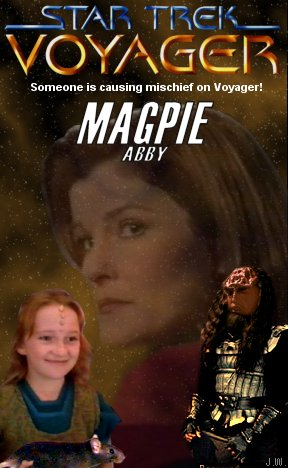 STAR TREK
VOYAGER
Someone is causing mischief on Voyager!
MAGPIE
ABBY
J.W